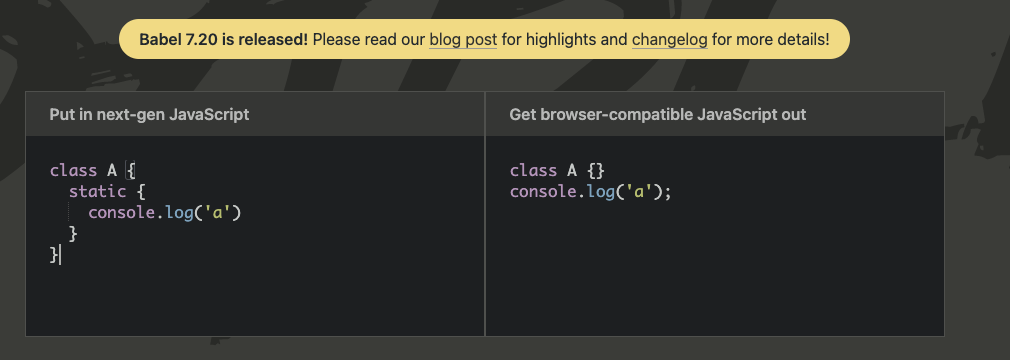 Babel 7.20 is released! Please read our blog post for highlights and changelog for more details!
Put in next-gen JavaScript
class A {
  static {
    console.log('a')
  }
}
Get browser-compatible JavaScript out
class A {}
console.log('a');